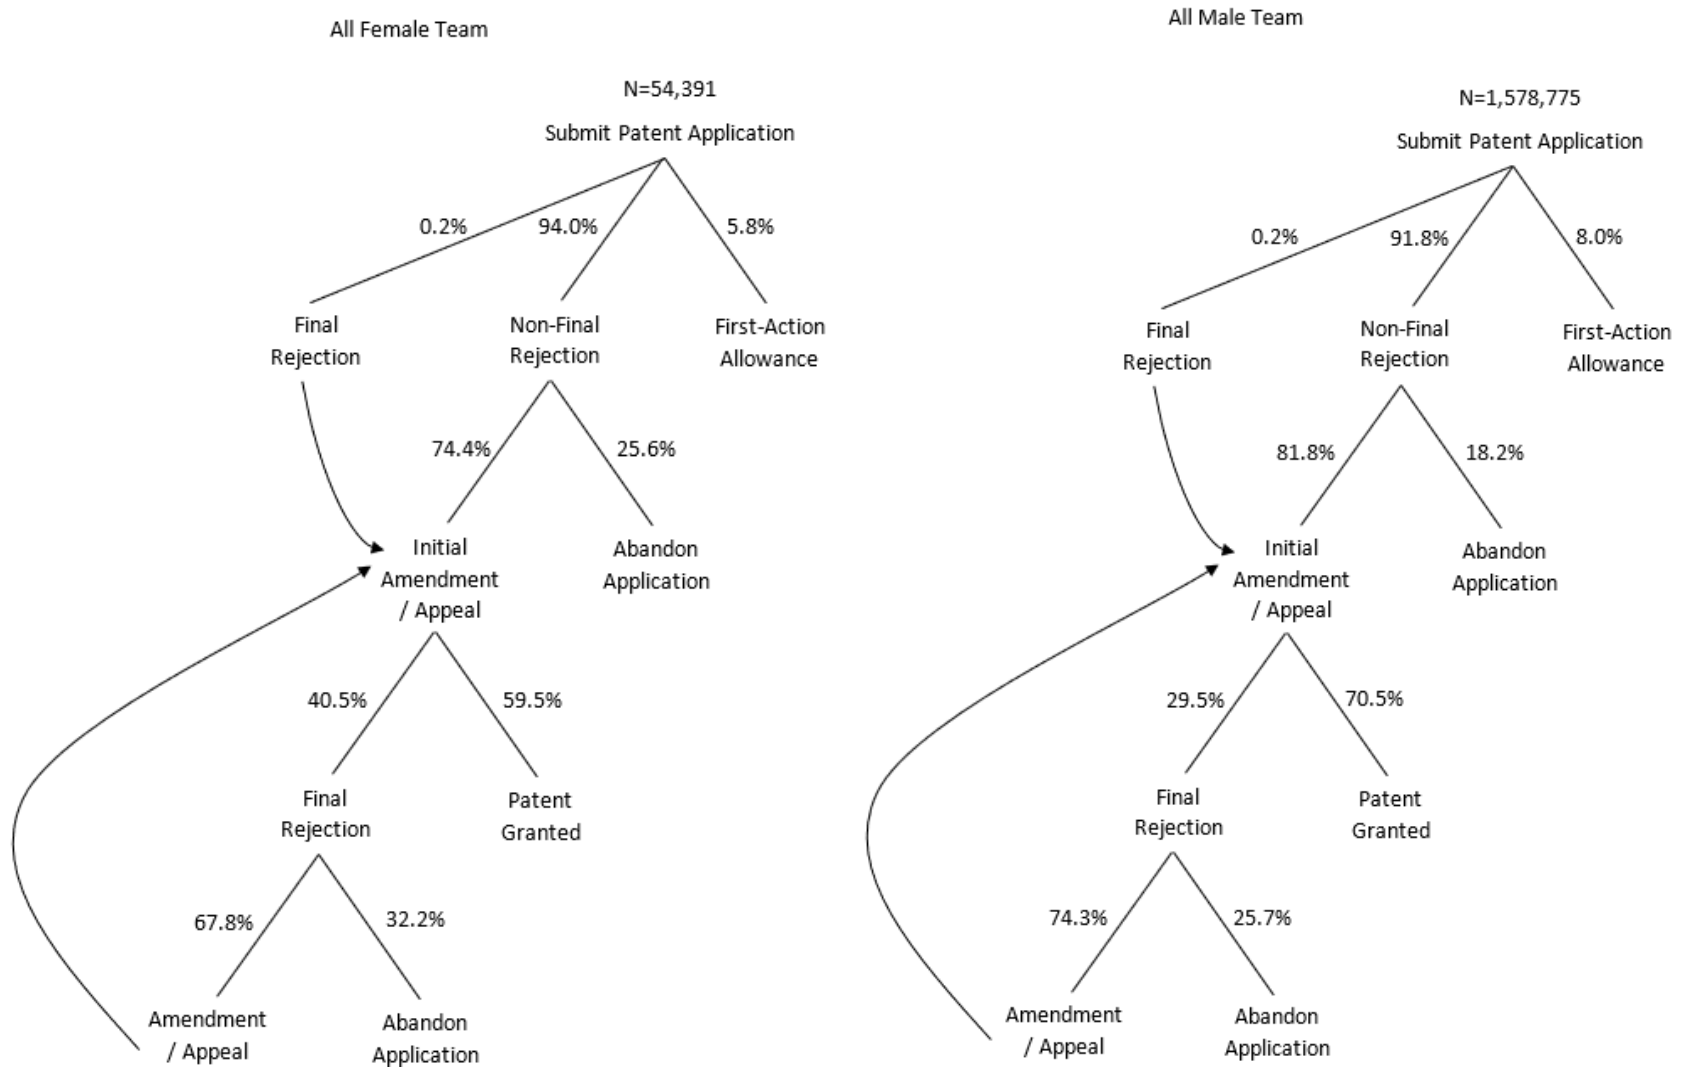 All Female Team
N=54,391
Submit Patent Application
0.2%
94.0%
5.8%
Final
Rejection
Non-Final
Rejection
First-Action
Allowance
74.4%
25.6%
Initial
Amendment
/ Appeal
Abandon
Application
40.5%
59.5%
Final
Rejection
Patent
Granted
67.8%
32.2%
Amendment
/ Appeal
Abandon
Application
All Male Team
N=1,578,775
Submit Patent Application
0.2%
91.8%
8.0%
Final
Rejection
Non-Final
Rejection
First-Action
Allowance
81.8%
18.2%
Initial
Amendment
/ Appeal
Abandon
Application
29.5%
70.5%
Final
Rejection
Patent
Granted
74.3%
25.7%
Amendment
/ Appeal
Abandon
Application